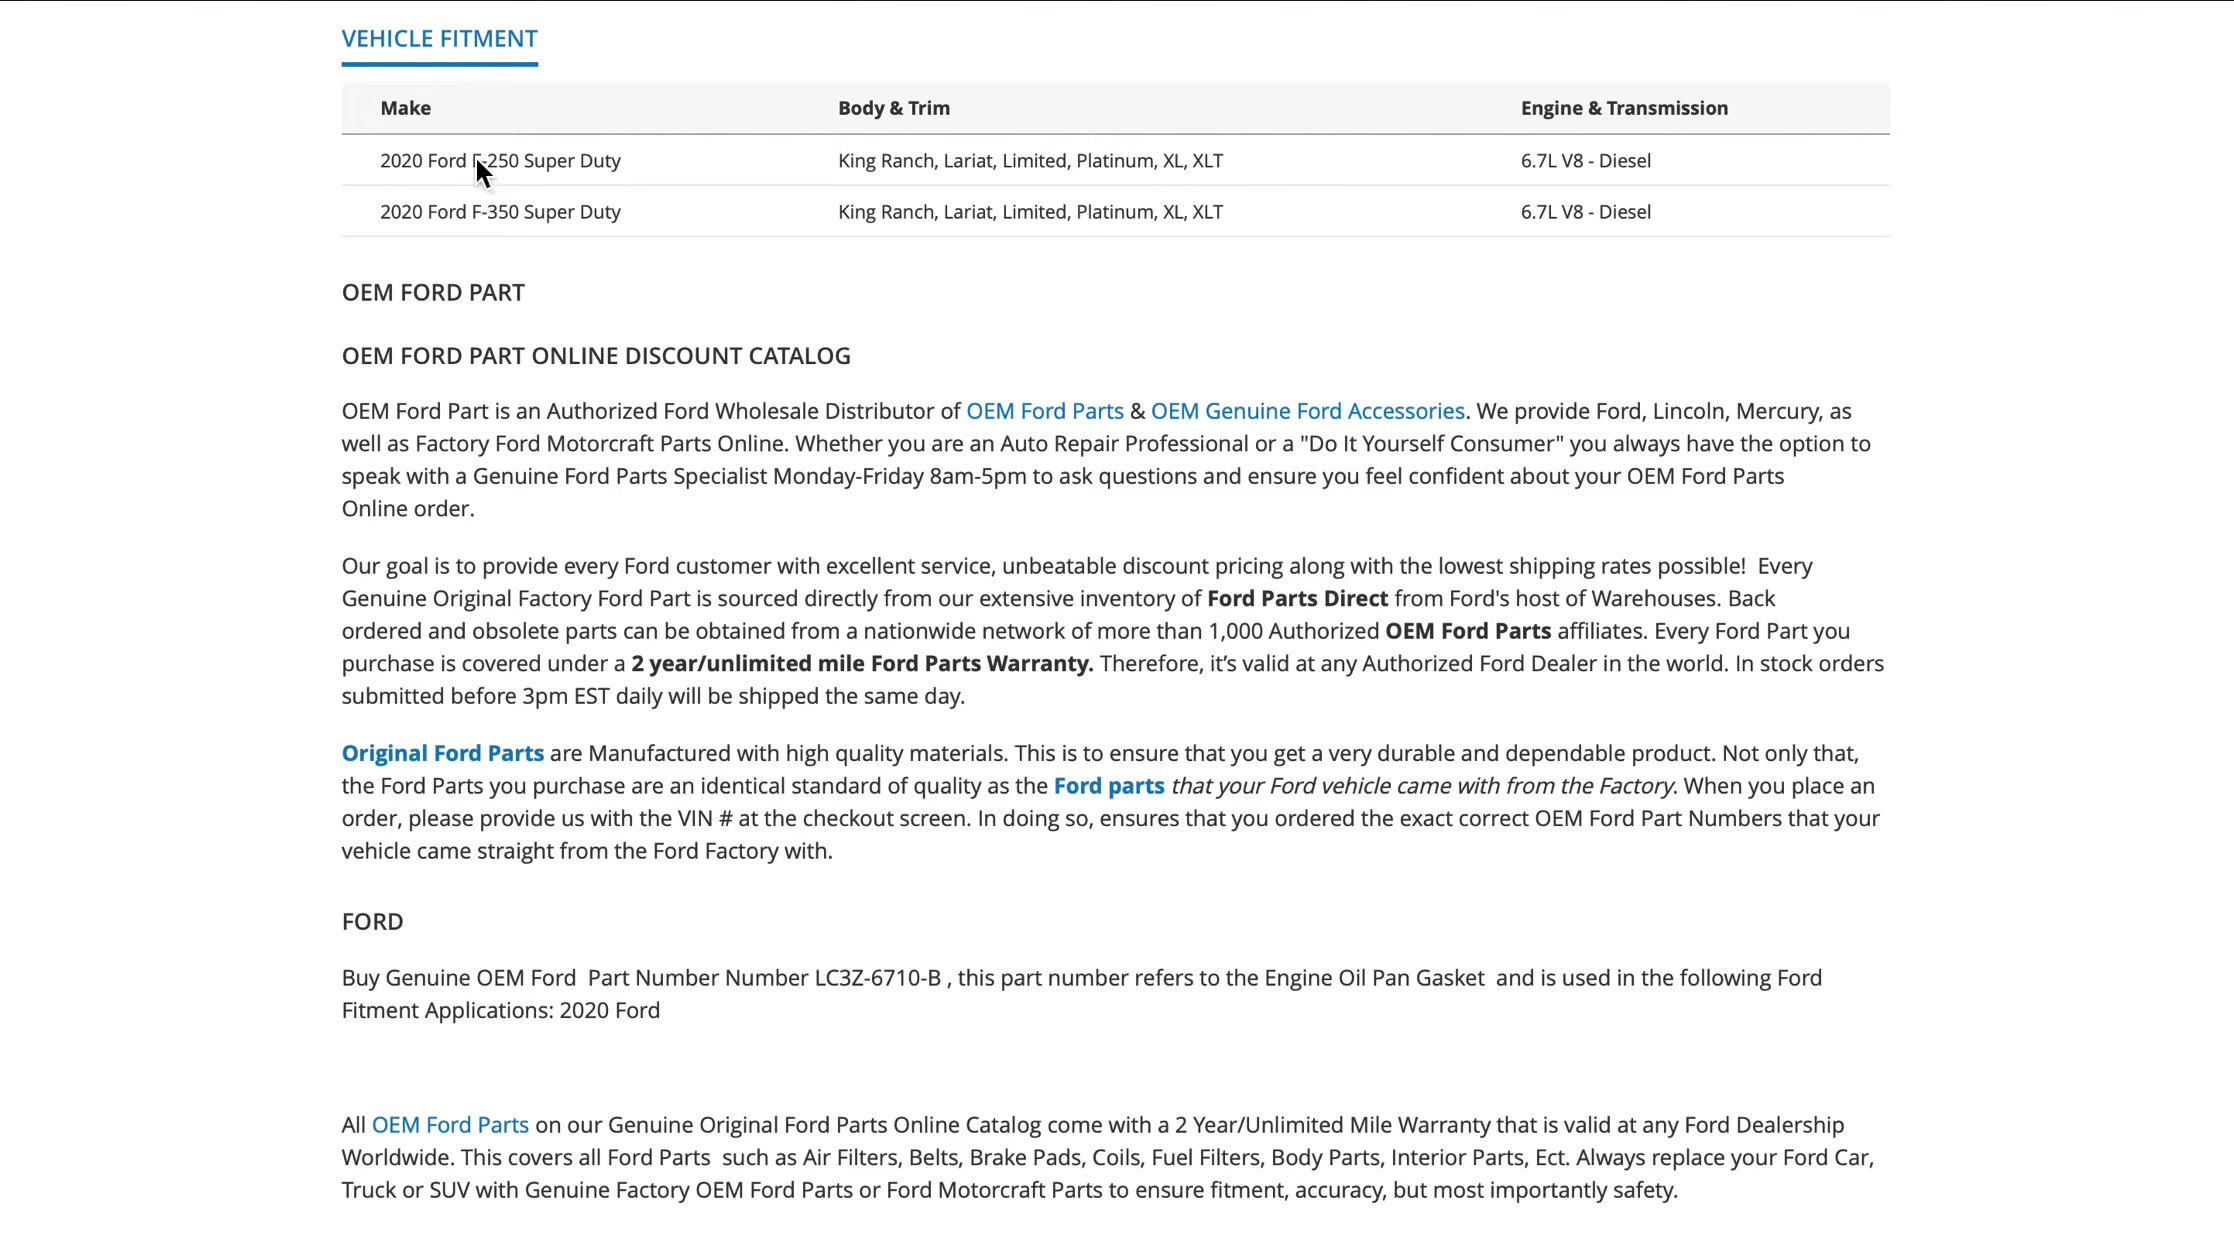 VEHICLE FITMENT
Make Body & Trim Engine & Transmission
2020 Ford F-250 Super Duty King Ranch, Lariat, Limited, Platinum, XL, XLT 6.7L V8 - Diesel
2020 Ford F-350 Super Duty King Ranch, Lariat, Limited, Platinum, XL, XLT 6.7L V8 - Diesel
OEM FORD PART
OEM FORD PART ONLINE DISCOUNT CATALOG
OEM Ford Part is an Authorized Ford Wholesale Distributor of OEM Ford Parts & OEM Genuine Ford Accessories. We provide Ford, Lincoln, Mercury, as
well as Factory Ford Motorcraft Parts Online. Whether you are an Auto Repair Professional or a "Do It Yourself Consumer" you always have the option to
speak with a Genuine Ford Parts Specialist Monday-Friday 8am-5pm to ask questions and ensure you feel confident about your OEM Ford Parts
Online order.
Our goal is to provide every Ford customer with excellent service, unbeatable discount pricing along with the lowest shipping rates possible!  Every
Genuine Original Factory Ford Part is sourced directly from our extensive inventory of Ford Parts Direct from Ford's host of Warehouses. Back
ordered and obsolete parts can be obtained from a nationwide network of more than 1,000 Authorized OEM Ford Parts affiliates. Every Ford Part you
purchase is covered under a 2 year/unlimited mile Ford Parts Warranty. Therefore, it’s valid at any Authorized Ford Dealer in the world. In stock orders
submitted before 3pm EST daily will be shipped the same day.
Original Ford Parts are Manufactured with high quality materials. This is to ensure that you get a very durable and dependable product. Not only that,
the Ford Parts you purchase are an identical standard of quality as the Ford parts that your Ford vehicle came with from the Factory. When you place an
order, please provide us with the VIN # at the checkout screen. In doing so, ensures that you ordered the exact correct OEM Ford Part Numbers that your
vehicle came straight from the Ford Factory with.
FORD
Buy Genuine OEM Ford  Part Number Number LC3Z-6710-B , this part number refers to the Engine Oil Pan Gasket  and is used in the following Ford
Fitment Applications: 2020 Ford
All OEM Ford Parts on our Genuine Original Ford Parts Online Catalog come with a 2 Year/Unlimited Mile Warranty that is valid at any Ford Dealership
Worldwide. This covers all Ford Parts  such as Air Filters, Belts, Brake Pads, Coils, Fuel Filters, Body Parts, Interior Parts, Ect. Always replace your Ford Car,
Truck or SUV with Genuine Factory OEM Ford Parts or Ford Motorcraft Parts to ensure fitment, accuracy, but most importantly safety.